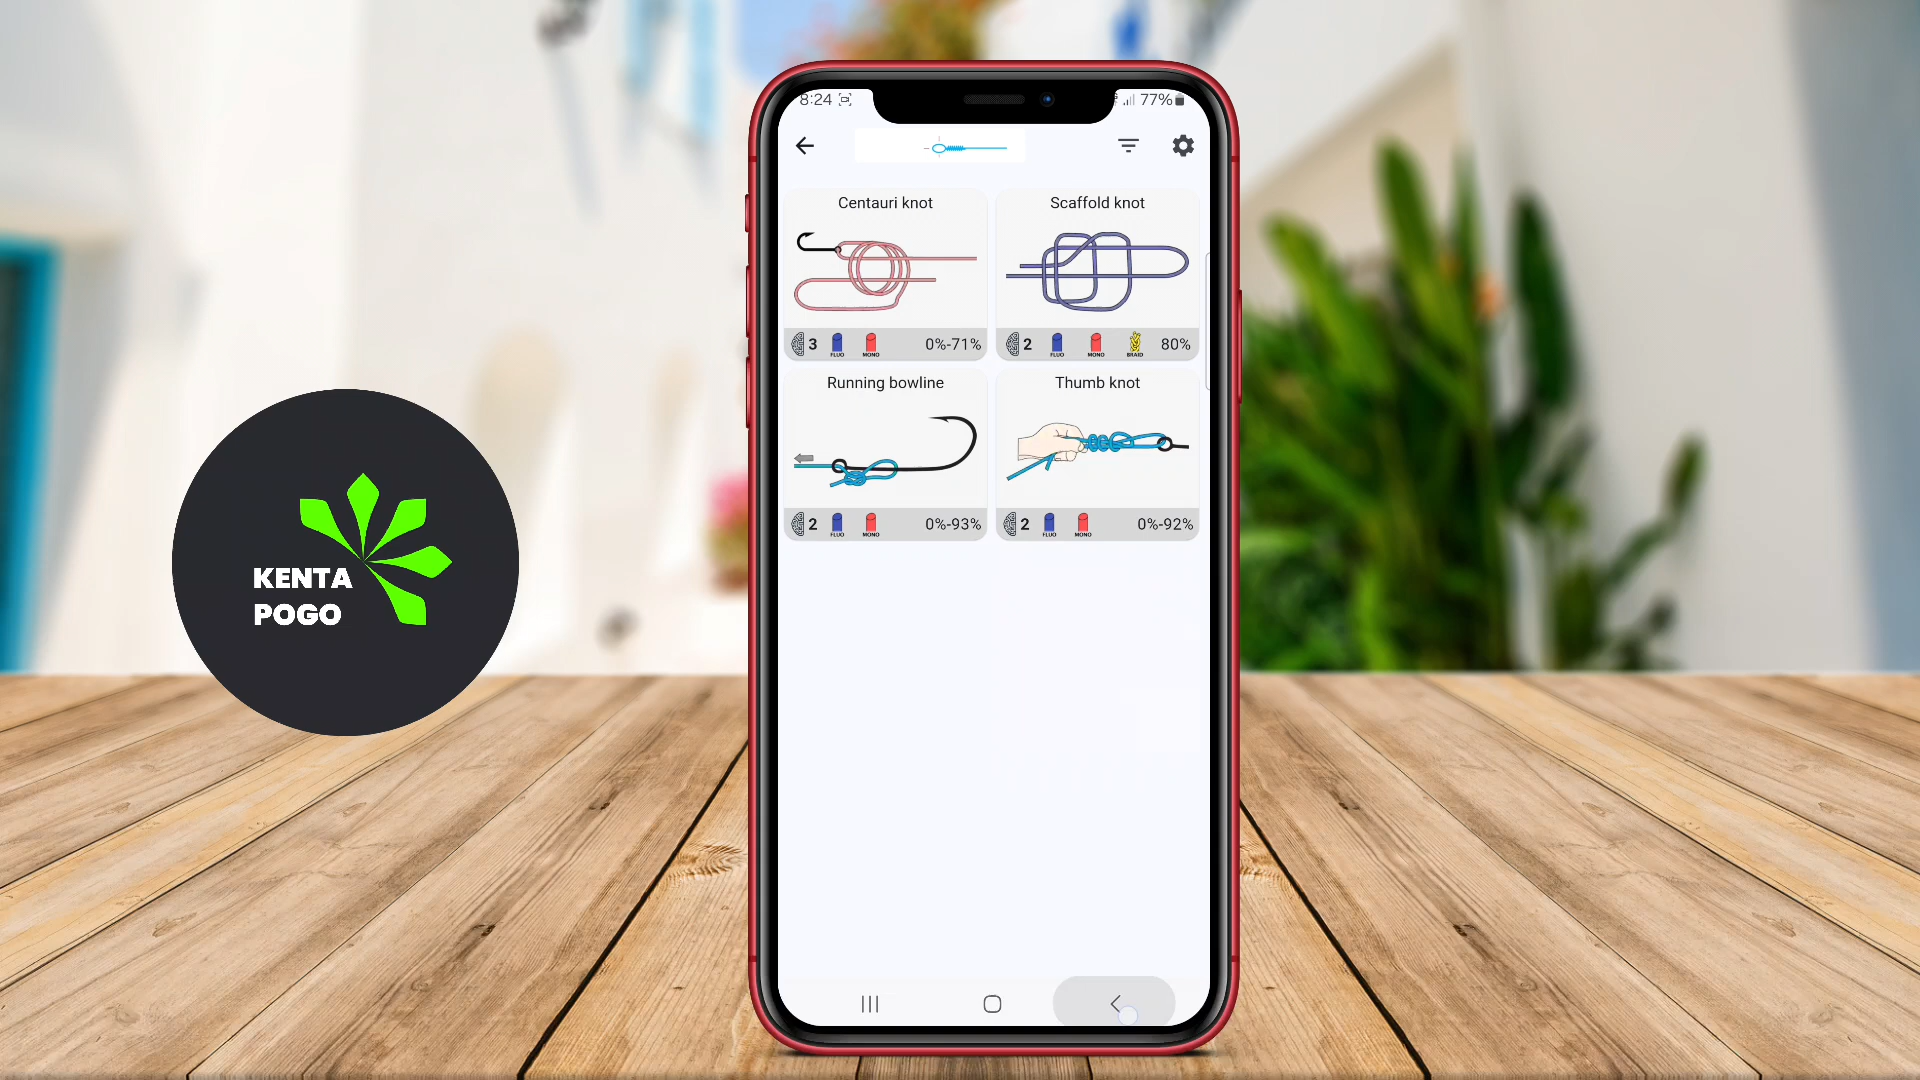 8:24
77%
Centauri knot
Scaffold knot
3
FLUO
MONO
0%-71%
2
FLUO
MONO
BRAID
80%
Running bowline
Thumb knot
2
FLUO
MONO
0%-93%
2
FLUO
MONO
0%-92%
KENTA
POGO